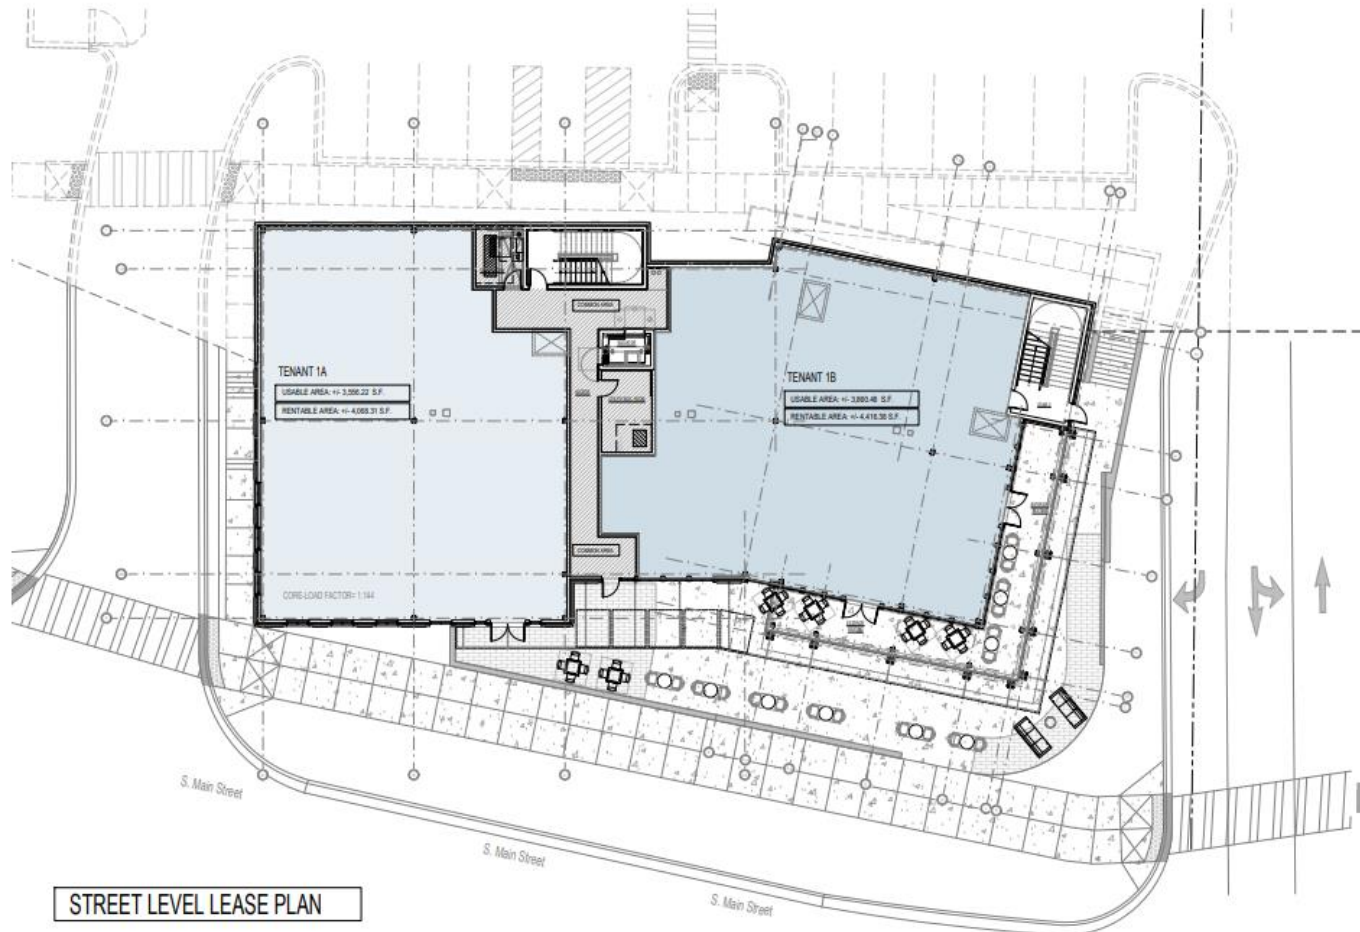 COMMON AREA
TENANT 1A
USABLE AREA: +/- 3,556.22 S.F.
RENTABLE AREA: +/- 4,068.31 S.F.
TENANT 1B
USABLE AREA: +/- 3,860.48 S.F.
RENTABLE AREA: +/- 4,416.38 S.F.
COMMON AREA
CORE-LOAD FACTOR= 1.144
S. Main Street
S. Main Street
S. Main Street
STREET LEVEL LEASE PLAN